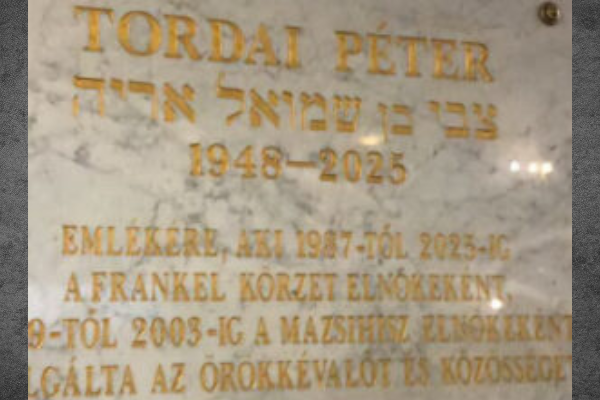 TORDAI PÉTER
צבי בן שמואל אריה
1948–2025
EMLÉKÉRE, AKI 1987-TŐL 2025-IG
A FRANKEL KÖRZET ELNÖKEKÉNT,
9-TŐL 2003-IG A MAZSIHISZ ELNÖKEKÉNT
LGÁLTA AZ ÖRÖKKÉVALÓT ÉS KÖZÖSSÉGET